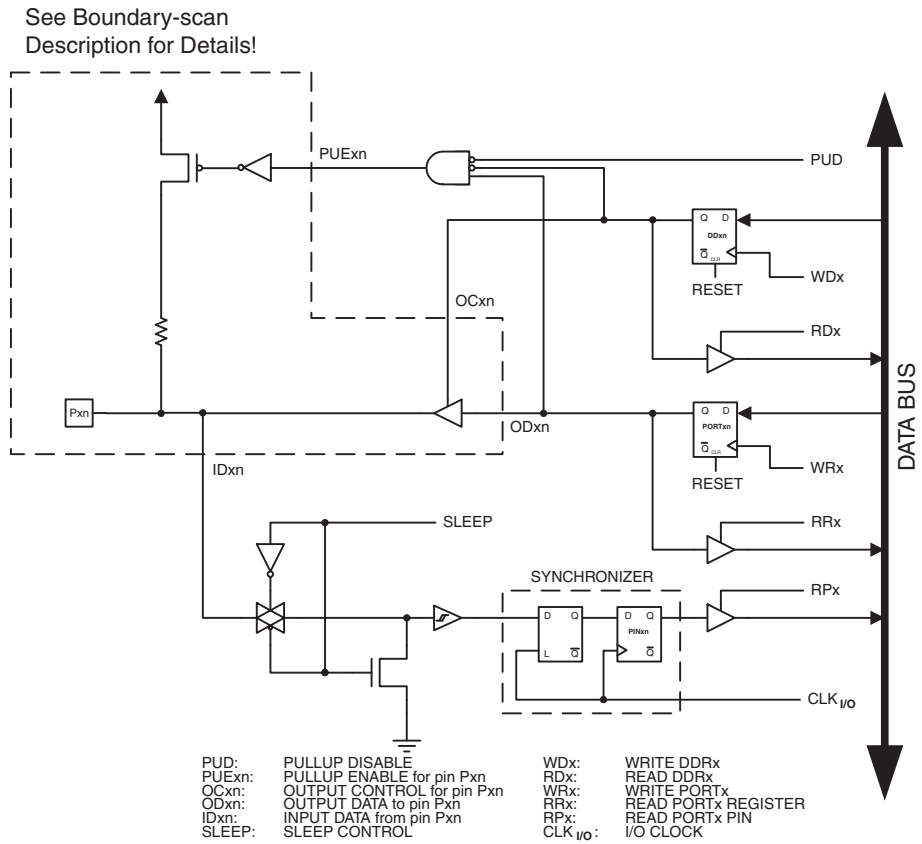 See Boundary-scan
Description for Details!
PUExn
PUD
Q D
DDxn
Q CLR
WDx
RESET
OCxn
RDx
Pxn
ODxn
Q D
PORTxn
Q CLR
WRx
RESET
IDxn
SLEEP
RRx
SYNCHRONIZER
RPx
D Q
L Q
D Q
PINxn
Q
CLK I/O
DATA BUS
PUD: PULLUP DISABLE
PUExn: PULLUP ENABLE for pin Pxn
OCxn: OUTPUT CONTROL for pin Pxn
ODxn: OUTPUT DATA to pin Pxn
IDxn: INPUT DATA from pin Pxn
SLEEP: SLEEP CONTROL
WDx: WRITE DDRx
RDx: READ DDRx
WRx: WRITE PORTx
RRx: READ PORTx REGISTER
RPx: READ PORTx PIN
CLK I/O: I/O CLOCK